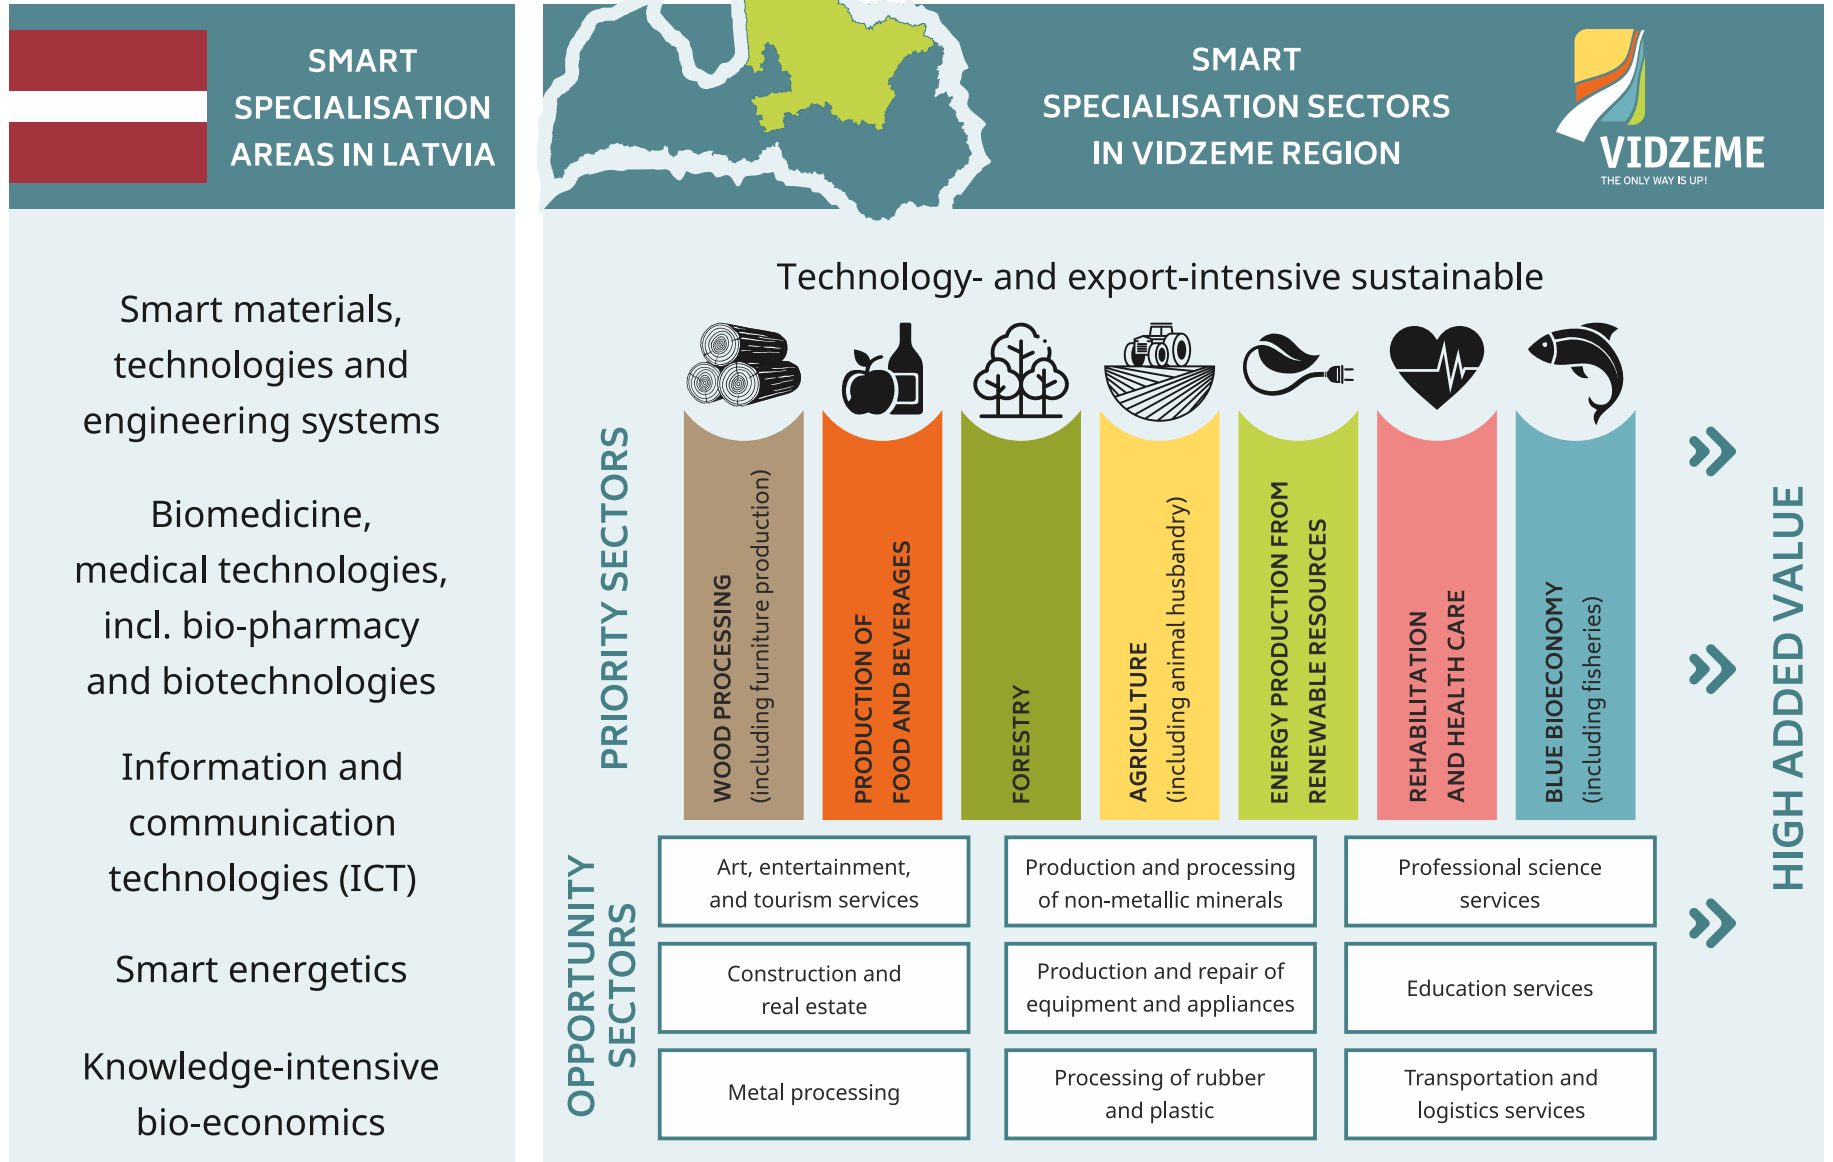 SMART
SPECIALISATION
AREAS IN LATVIA
Smart materials,
technologies and
engineering systems
Biomedicine,
medical technologies,
incl. bio-pharmacy
and biotechnologies
Information and
communication
technologies (ICT)
Smart energetics
Knowledge-intensive
bio-economics
SMART
SPECIALISATION SECTORS
IN VIDZEME REGION
VIDZEME
THE ONLY WAY IS UP!
Technology- and export-intensive sustainable
PRIORITY SECTORS
WOOD PROCESSING
(including furniture production)
PRODUCTION OF
FOOD AND BEVERAGES
FORESTRY
AGRICULTURE
(including animal husbandry)
ENERGY PRODUCTION FROM
RENEWABLE RESOURCES
REHABILITATION
AND HEALTH CARE
BLUE BIOECONOMY
(including fisheries)
OPPORTUNITY
SECTORS
Art, entertainment,
and tourism services
Production and processing
of non-metallic minerals
Professional science
services
Construction and
real estate
Production and repair of
equipment and appliances
Education services
Metal processing
Processing of rubber
and plastic
Transportation and
logistics services
HIGH ADDED VALUE